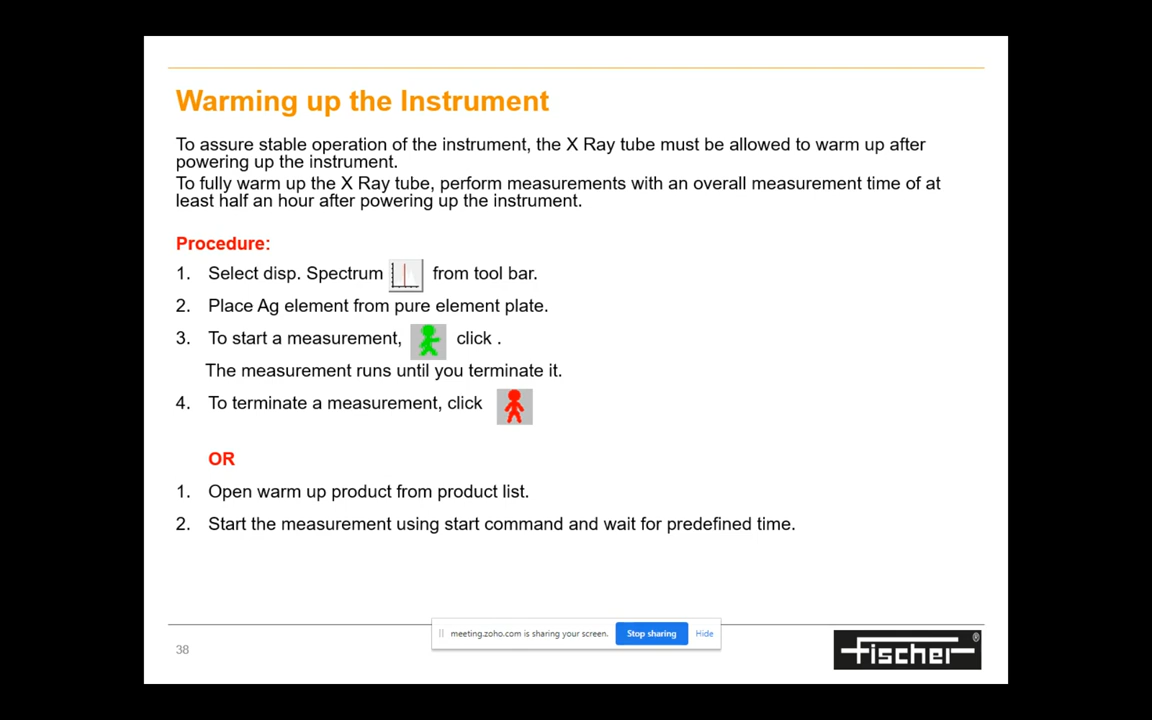 Warming up the Instrument
To assure stable operation of the instrument, the X Ray tube must be allowed to warm up after
powering up the instrument.
To fully warm up the X Ray tube, perform measurements with an overall measurement time of at
least half an hour after powering up the instrument.
Procedure:
1. Select disp. Spectrum from tool bar.
2. Place Ag element from pure element plate.
3. To start a measurement, click .
The measurement runs until you terminate it.
4. To terminate a measurement, click
OR
1. Open warm up product from product list.
2. Start the measurement using start command and wait for predefined time.
meeting.zoho.com is sharing your screen. Stop sharing Hide
38
fischer®